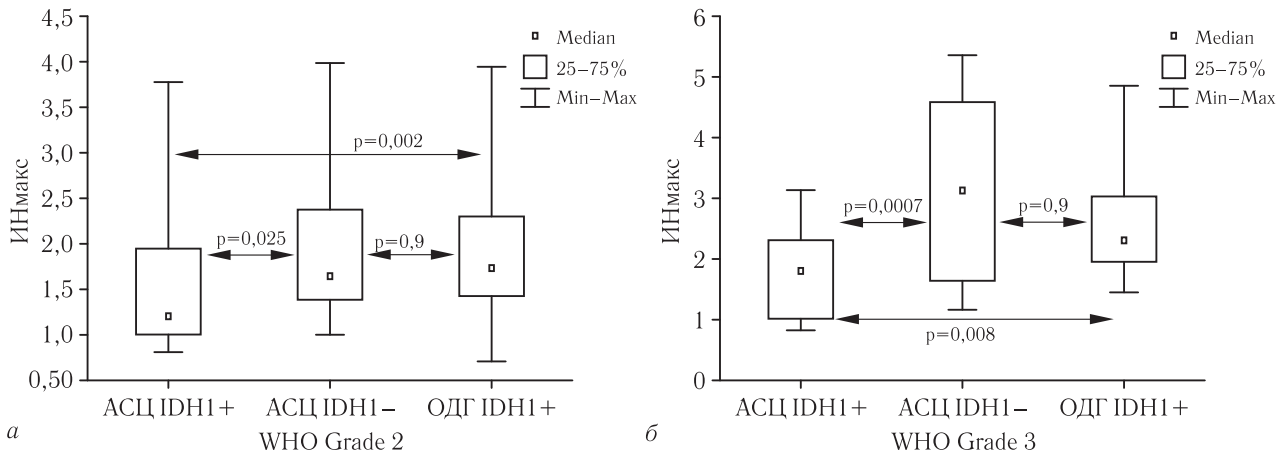 4,5
4,0
3,5
3,0
2,5
2,0
1,5
1,0
0,50
ИНмакс
Median
25–75%
Min–Max
p=0,002
p=0,025
p=0,9
АСЦ IDH1+
АСЦ IDH1–
ОДГ IDH1+
а
WHO Grade 2
6
5
4
3
2
1
0
ИНмакс
Median
25–75%
Min–Max
p=0,0007
p=0,9
p=0,008
АСЦ IDH1+
АСЦ IDH1–
ОДГ IDH1+
б
WHO Grade 3